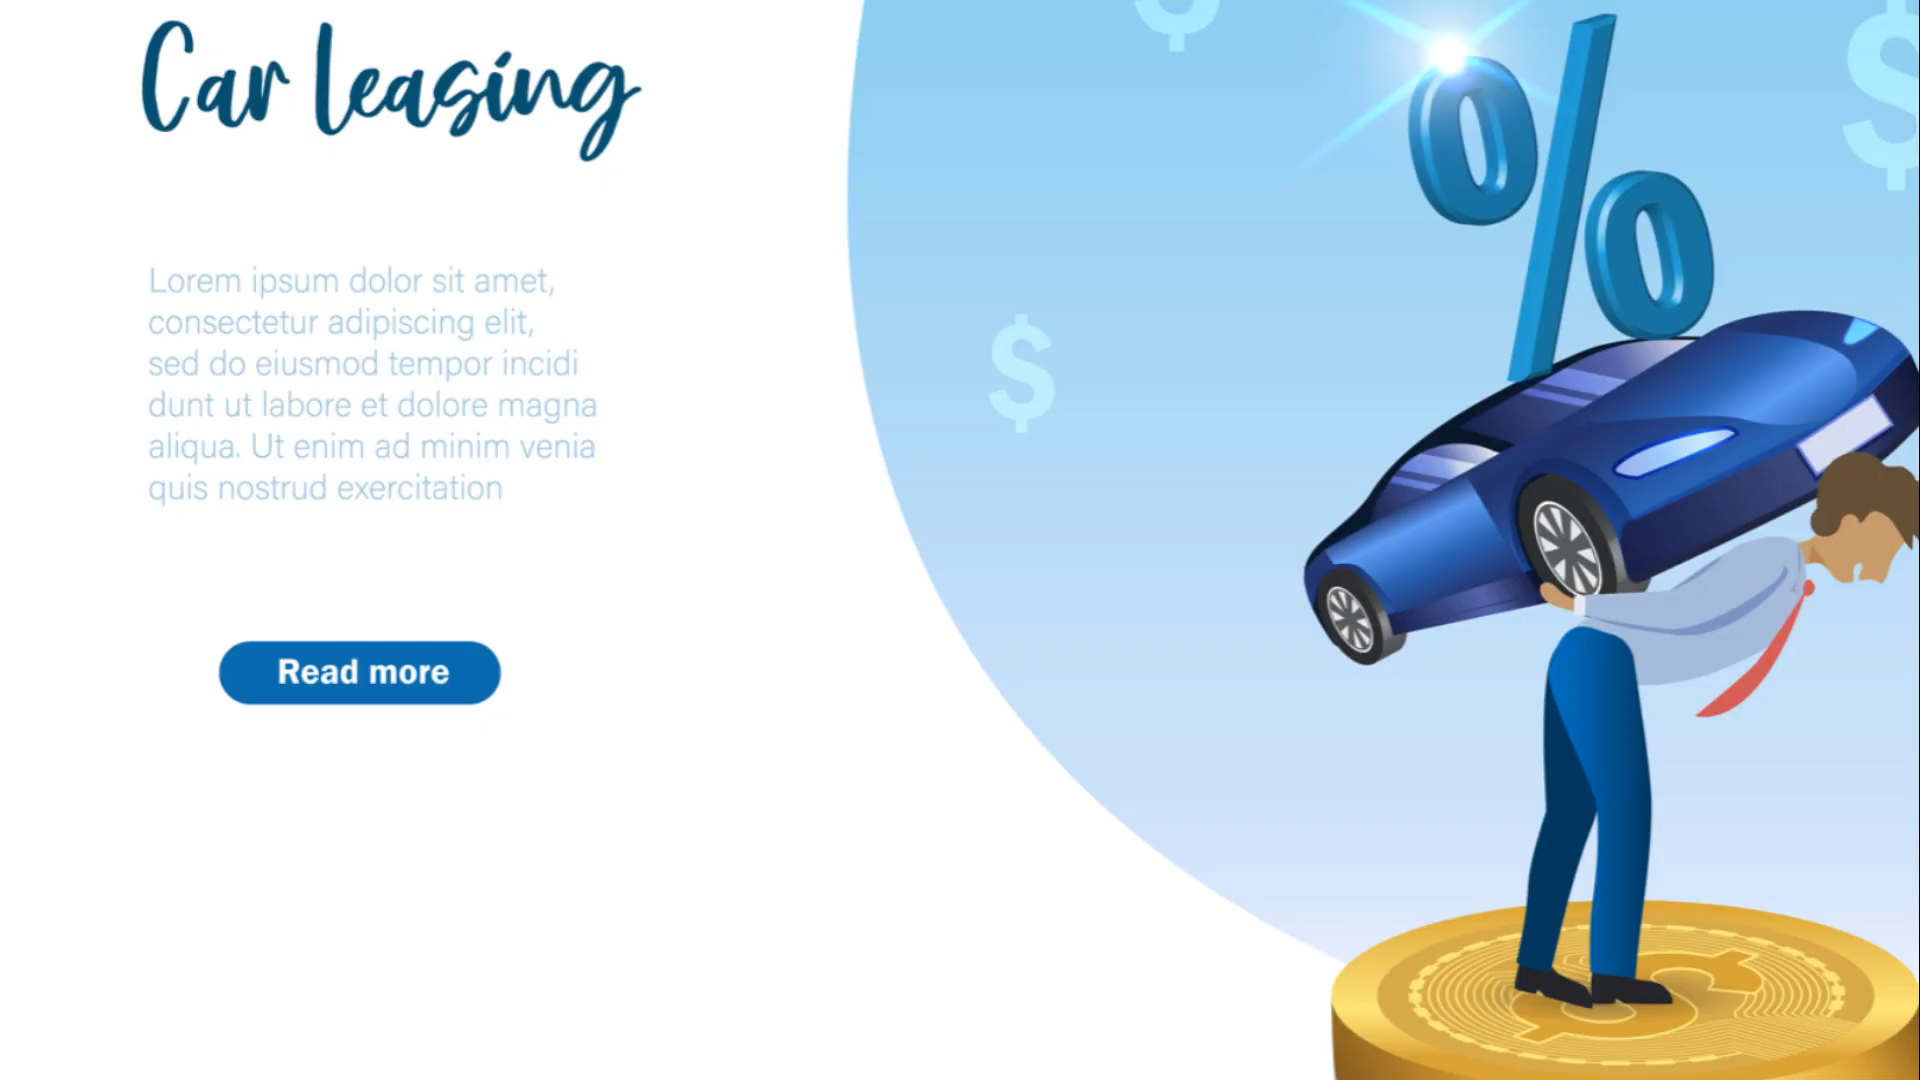 Car leasing
Lorem ipsum dolor sit amet,
consectetur adipiscing elit,
sed do eiusmod tempor incidi
dunt ut labore et dolore magna
aliqua. Ut enim ad minim venia
quis nostrud exercitation
Read more
$
$
$
%